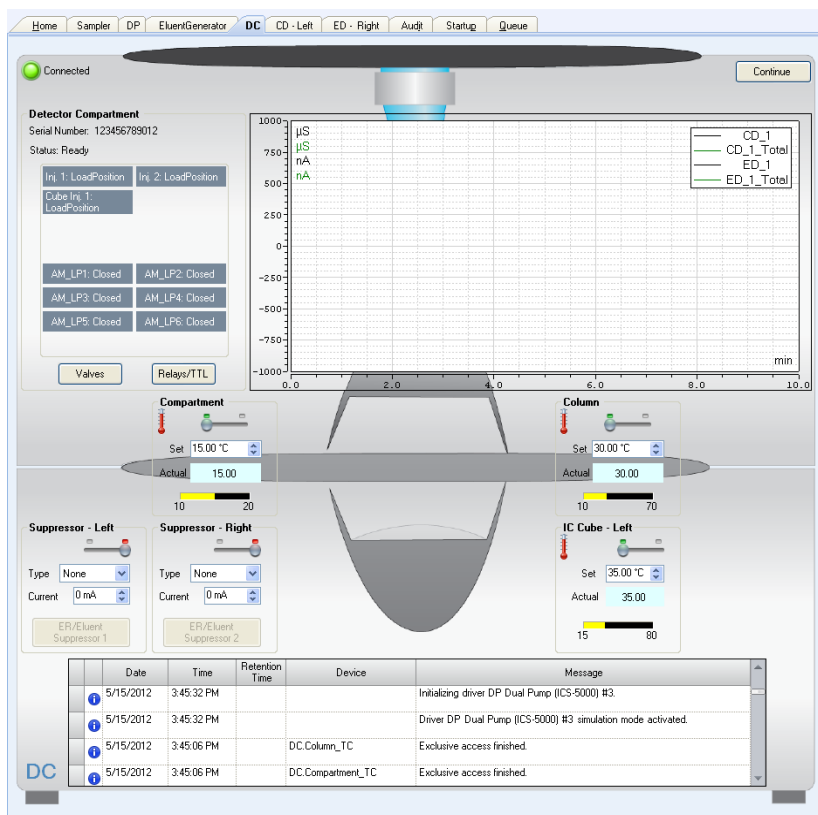 Home Sampler DP EluentGenerator DC CD - Left ED - Right Audit Startup Queue
Connected
Continue
Detector Compartment
Serial Number: 123456789012
Status: Ready
Inj. 1: LoadPosition Inj. 2: LoadPosition
Cube Inj. 1:
LoadPosition
AM_LP1: Closed AM_LP2: Closed
AM_LP3: Closed AM_LP4: Closed
AM_LP5: Closed AM_LP6: Closed
Valves Relays/TTL
1000
750
500
250
0
-250
-500
-750
-1000
µS
µS
nA
nA
CD_1
CD_1_Total
ED_1
ED_1_Total
min
0.0 2.0 4.0 6.0 8.0 10.0
Compartment
Set 15.00 °C
Actual 15.00
10 20
Column
Set 30.00 °C
Actual 30.00
10 70
Suppressor - Left
Type None
Current 0 mA
ER/Eluent
Suppressor 1
Suppressor - Right
Type None
Current 0 mA
ER/Eluent
Suppressor 2
IC Cube - Left
Set 35.00 °C
Actual 35.00
15 80
Date Time Retention Time Device Message
5/15/2012 3:45:32 PM Initializing driver DP Dual Pump (ICS-5000) #3.
5/15/2012 3:45:32 PM Driver DP Dual Pump (ICS-5000) #3 simulation mode activated.
5/15/2012 3:45:06 PM DC.Column_TC Exclusive access finished.
5/15/2012 3:45:06 PM DC.Compartment_TC Exclusive access finished.
DC